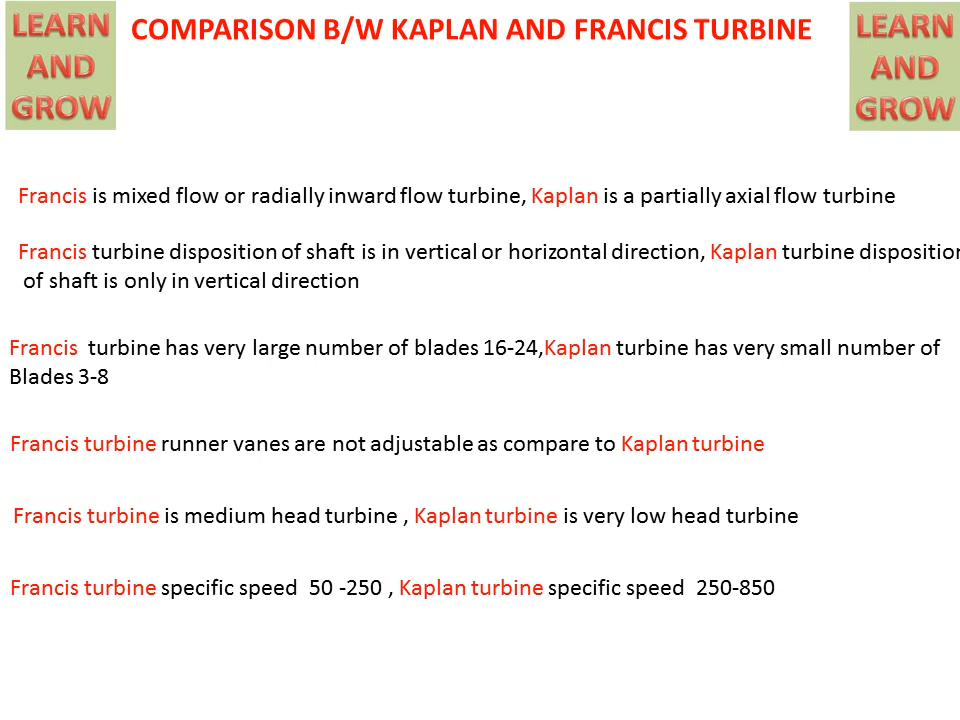 LEARN
AND
GROW
COMPARISON B/W KAPLAN AND FRANCIS TURBINE
LEARN
AND
GROW
Francis is mixed flow or radially inward flow turbine, Kaplan is a partially axial flow turbine
Francis turbine disposition of shaft is in vertical or horizontal direction, Kaplan turbine disposition
of shaft is only in vertical direction
Francis turbine has very large number of blades 16-24,Kaplan turbine has very small number of
Blades 3-8
Francis turbine runner vanes are not adjustable as compare to Kaplan turbine
Francis turbine is medium head turbine , Kaplan turbine is very low head turbine
Francis turbine specific speed 50 -250 , Kaplan turbine specific speed 250-850